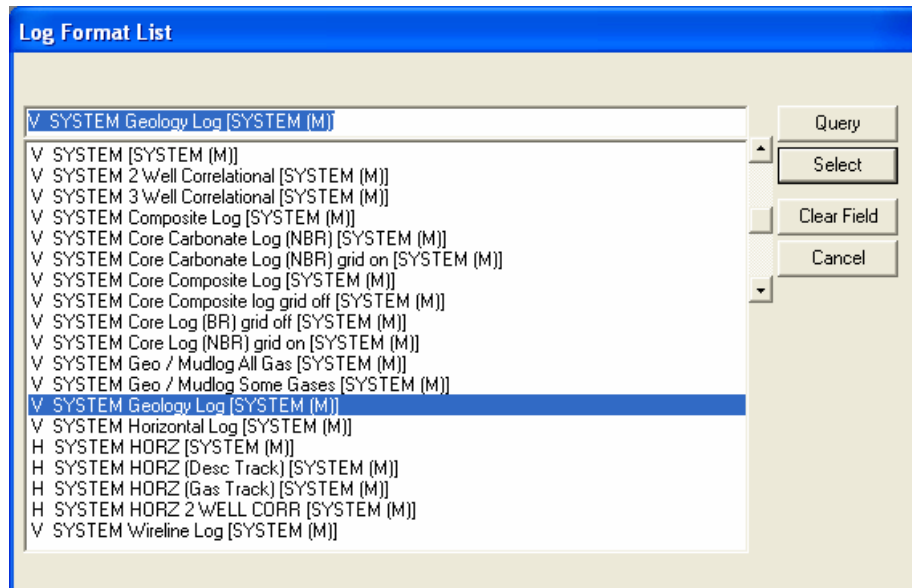 Log Format List
V SYSTEM Geology Log [SYSTEM (M)]
Query
Select
Clear Field
Cancel
V SYSTEM [SYSTEM (M)]
V SYSTEM 2 Well Correlational [SYSTEM (M)]
V SYSTEM 3 Well Correlational [SYSTEM (M)]
V SYSTEM Composite Log [SYSTEM (M)]
V SYSTEM Core Carbonate Log (NBR) [SYSTEM (M)]
V SYSTEM Core Carbonate Log (NBR) grid on [SYSTEM (M)]
V SYSTEM Core Composite Log [SYSTEM (M)]
V SYSTEM Core Composite log grid off [SYSTEM (M)]
V SYSTEM Core Log (BR) grid off [SYSTEM (M)]
V SYSTEM Core Log (NBR) grid on [SYSTEM (M)]
V SYSTEM Geo / Mudlog All Gas [SYSTEM (M)]
V SYSTEM Geo / Mudlog Some Gases [SYSTEM (M)]
V SYSTEM Geology Log [SYSTEM (M)]
V SYSTEM Horizontal Log [SYSTEM (M)]
H SYSTEM HORZ [SYSTEM (M)]
H SYSTEM HORZ (Desc Track) [SYSTEM (M)]
H SYSTEM HORZ (Gas Track) [SYSTEM (M)]
H SYSTEM HORZ 2 WELL CORR [SYSTEM (M)]
V SYSTEM Wireline Log [SYSTEM (M)]